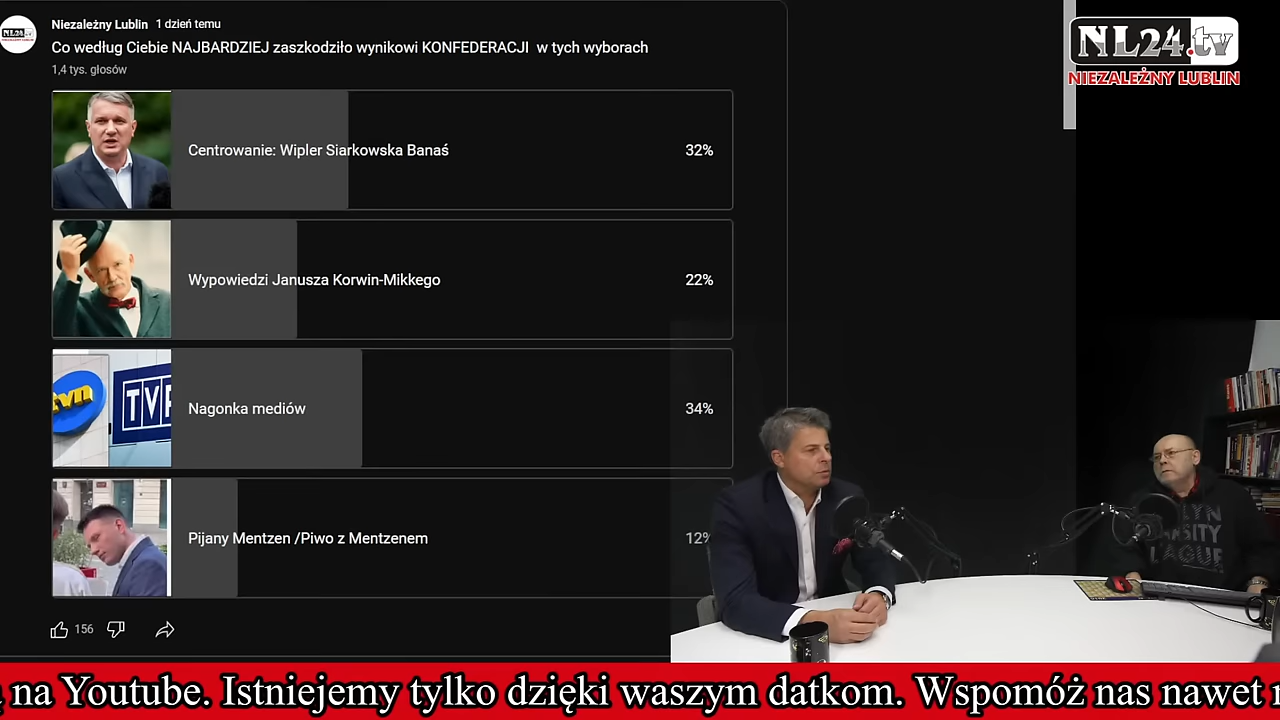 Niezależny Lublin 1 dzień temu
Co według Ciebie NAJBARDZIEJ zaszkodziło wynikowi KONFEDERACJI w tych wyborach
1,4 tys. głosów
Centrowanie: Wipler Siarkowska Banaś 32%
Wypowiedzi Janusza Korwin-Mikkego 22%
Nagonka mediów 34%
Pijany Mentzen /Piwo z Mentzenem 12%
156
NL24.tv
NIEZALEŻNY LUBLIN
na Youtube. Istniejemy tylko dzięki waszym datkom. Wspomóż nas nawet